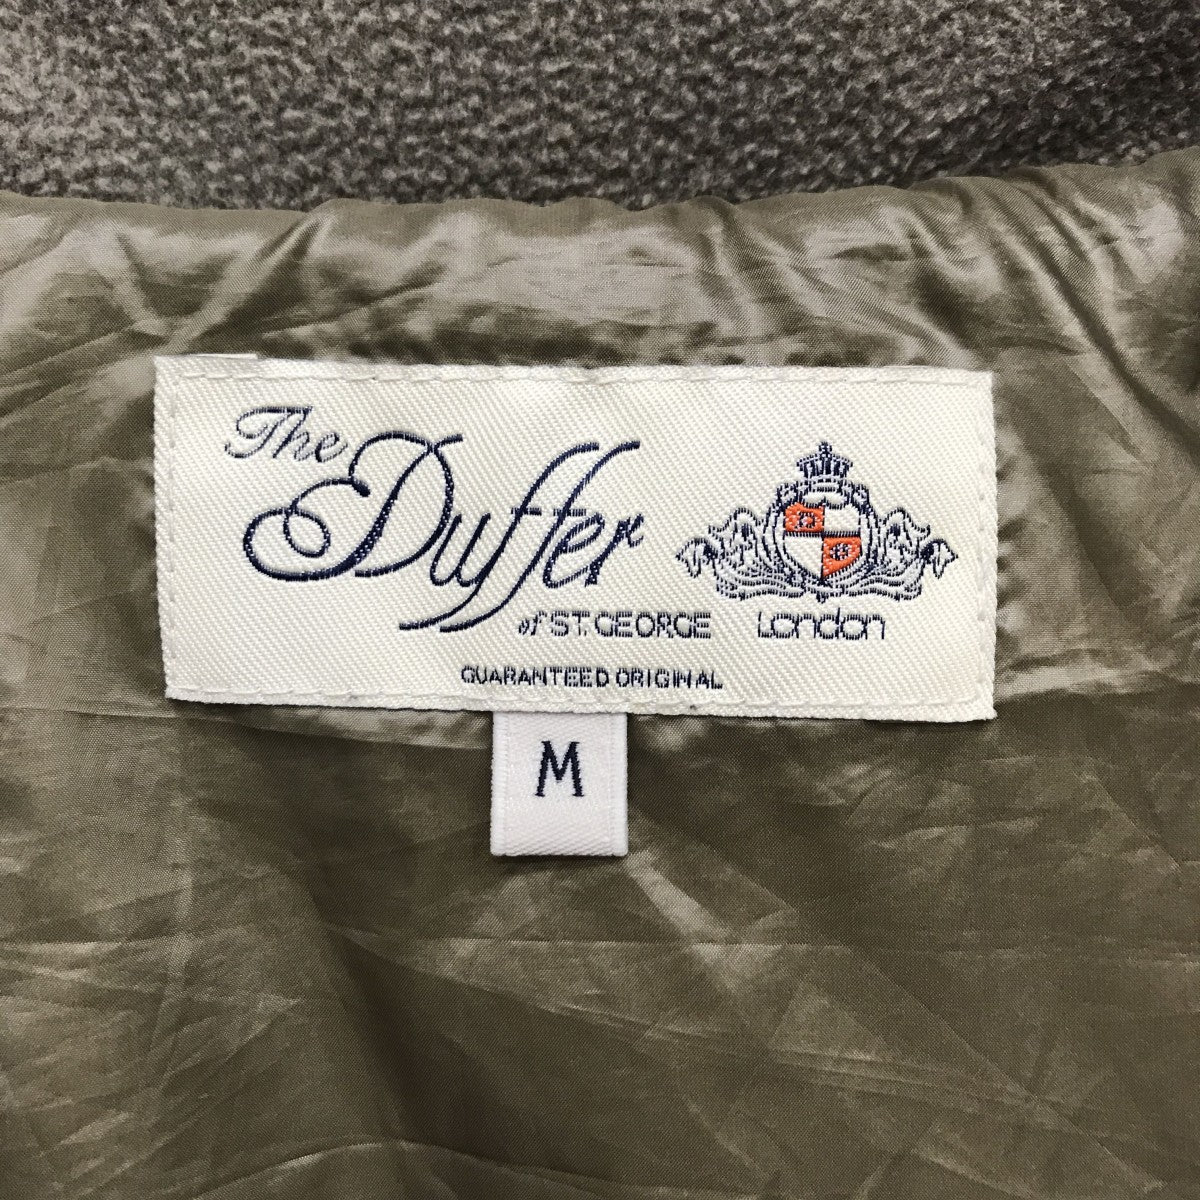 The
Duffer
of ST. GEORGE
London
GUARANTEED ORIGINAL
M